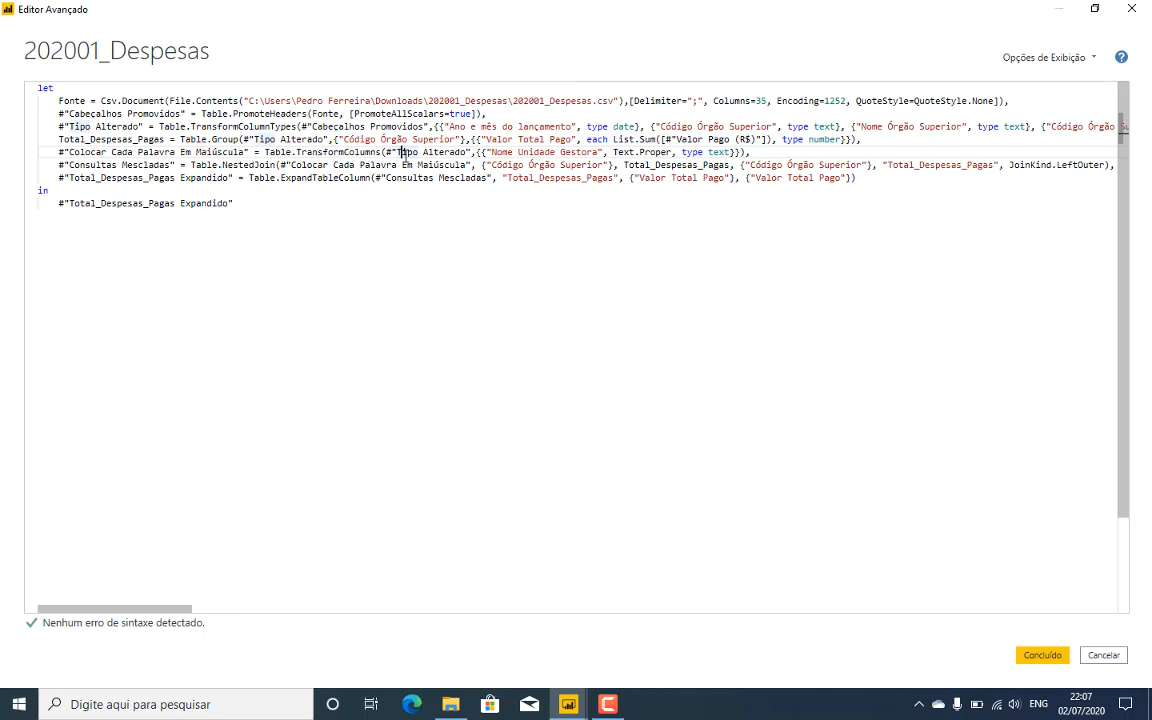 Editor Avançado
202001_Despesas
Opções de Exibição
let
Fonte = Csv.Document(File.Contents("C:\Users\Pedro Ferreira\Downloads\202001_Despesas\202001_Despesas.csv"),[Delimiter=";", Columns=35, Encoding=1252, QuoteStyle=QuoteStyle.None]),
#"Cabeçalhos Promovidos" = Table.PromoteHeaders(Fonte, [PromoteAllScalars=true]),
#"Tipo Alterado" = Table.TransformColumnTypes(#"Cabeçalhos Promovidos",{{"Ano e mês do lançamento", type date}, {"Código Órgão Superior", type text}, {"Nome Órgão Superior", type text}, {"Código Órgão Su
Total_Despesas_Pagas = Table.Group(#"Tipo Alterado",{"Código Órgão Superior"},{{"Valor Total Pago", each List.Sum([#"Valor Pago (R$)"]), type number}}),
#"Colocar Cada Palavra Em Maiúscula" = Table.TransformColumns(#"Tipo Alterado",{{"Nome Unidade Gestora", Text.Proper, type text}}),
#"Consultas Mescladas" = Table.NestedJoin(#"Colocar Cada Palavra Em Maiúscula", {"Código Órgão Superior"}, Total_Despesas_Pagas, {"Código Órgão Superior"}, "Total_Despesas_Pagas", JoinKind.LeftOuter),
#"Total_Despesas_Pagas Expandido" = Table.ExpandTableColumn(#"Consultas Mescladas", "Total_Despesas_Pagas", {"Valor Total Pago"}, {"Valor Total Pago"})
in
#"Total_Despesas_Pagas Expandido"
Nenhum erro de sintaxe detectado.
Concluído
Cancelar
Digite aqui para pesquisar
ENG
22:07
02/07/2020